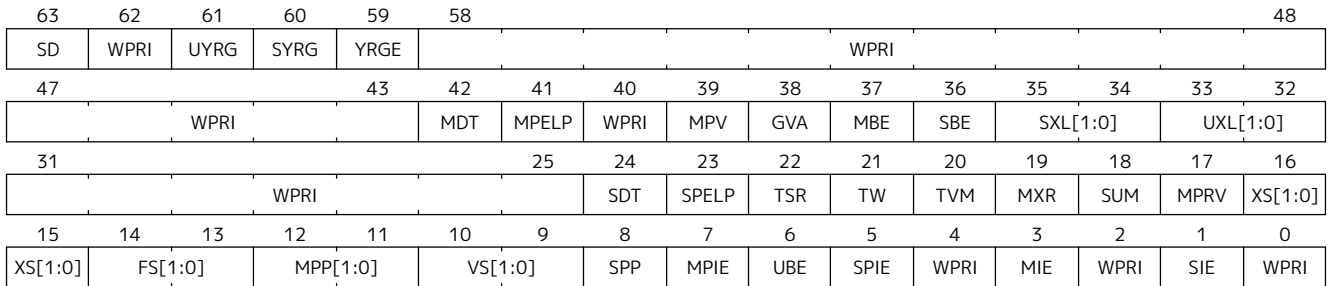 63 62 61 60 59 58 48
SD WPRI UYRG SYRG YRGE WPRI
47 43 42 41 40 39 38 37 36 35 34 33 32
WPRI MDT MPELP WPRI MPV GVA MBE SBE SXL[1:0] UXL[1:0]
31 25 24 23 22 21 20 19 18 17 16
WPRI SDT SPELP TSR TW TVM MXR SUM MPRV XS[1:0]
15 14 13 12 11 10 9 8 7 6 5 4 3 2 1 0
XS[1:0] FS[1:0] MPP[1:0] VS[1:0] SPP MPIE UBE SPIE WPRI MIE WPRI SIE WPRI